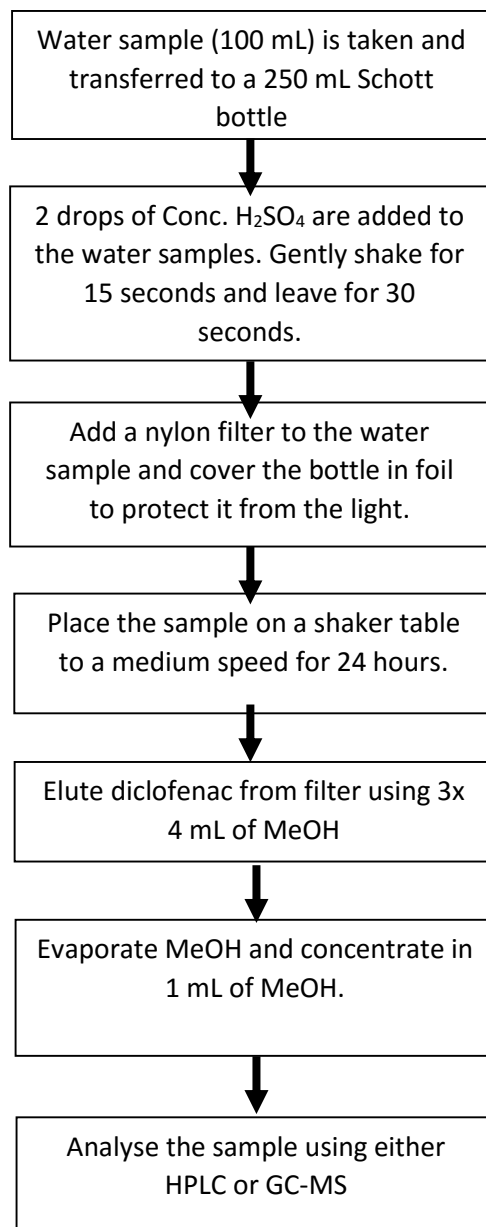 Water sample (100 mL) is taken and
transferred to a 250 mL Schott
bottle
2 drops of Conc. H₂SO₄ are added to
the water samples. Gently shake for
15 seconds and leave for 30
seconds.
Add a nylon filter to the water
sample and cover the bottle in foil
to protect it from the light.
Place the sample on a shaker table
to a medium speed for 24 hours.
Elute diclofenac from filter using 3x
4 mL of MeOH
Evaporate MeOH and concentrate in
1 mL of MeOH.
Analyse the sample using either
HPLC or GC-MS